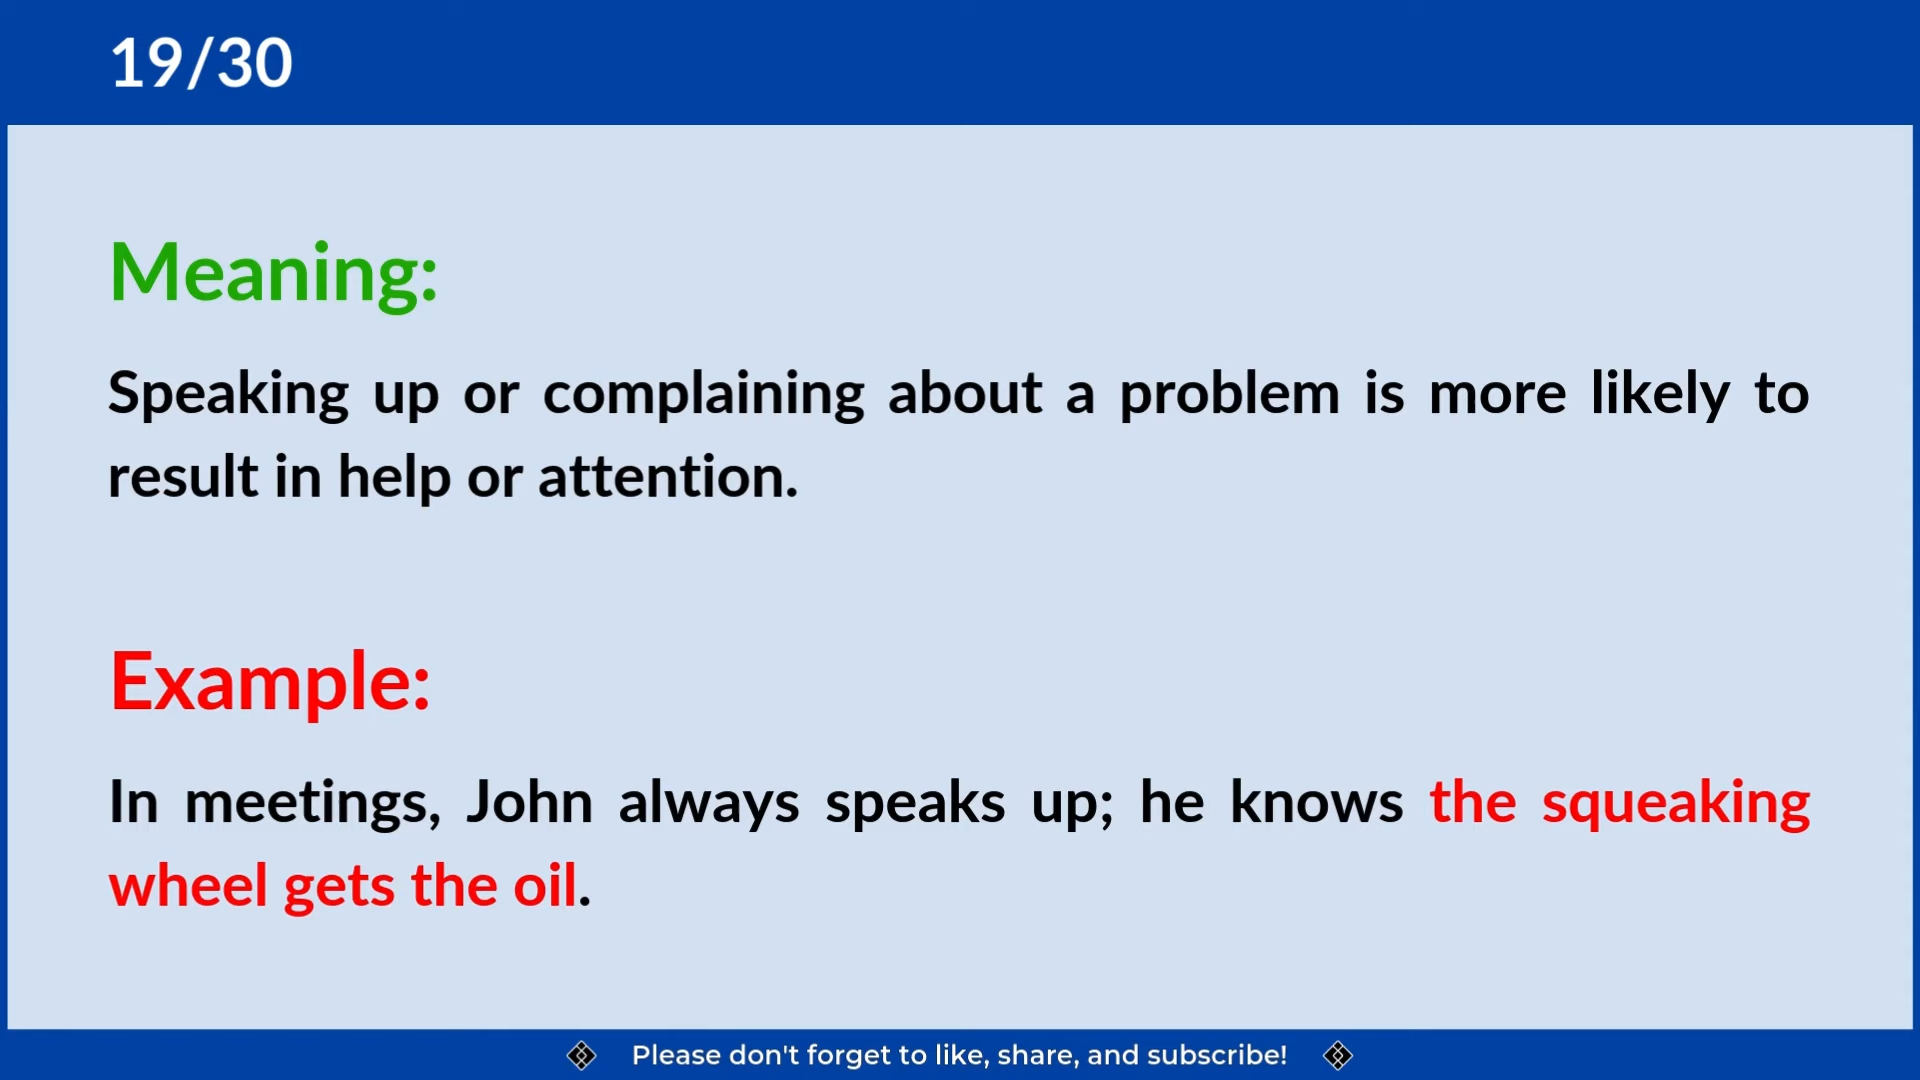 19/30
Meaning:
Speaking up or complaining about a problem is more likely to
result in help or attention.
Example:
In meetings, John always speaks up; he knows the squeaking
wheel gets the oil.
Please don't forget to like, share, and subscribe!